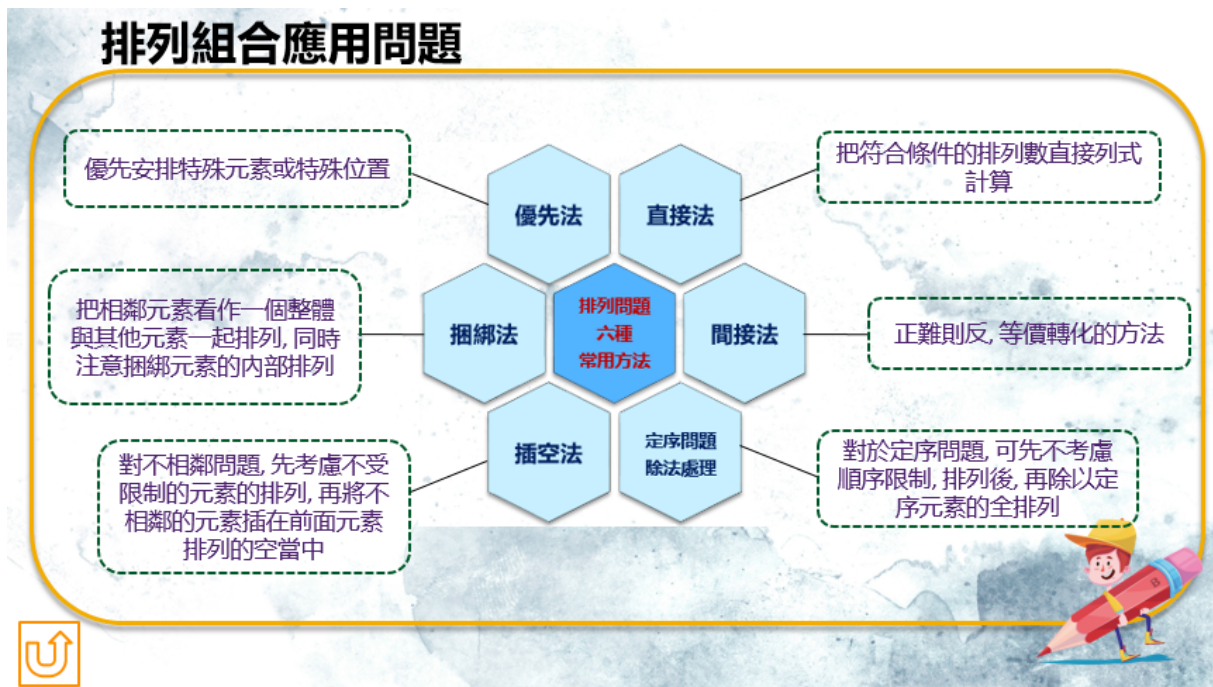 排列組合應用問題
優先安排特殊元素或特殊位置
優先法
直接法
把符合條件的排列數直接列式
計算
把相鄰元素看作一個整體
與其他元素一起排列, 同時
注意捆綁元素的內部排列
捆綁法
排列問題
六種
常用方法
間接法
正難則反, 等價轉化的方法
對不相鄰問題, 先考慮不受
限制的元素的排列, 再將不
相鄰的元素插在前面元素
排列的空當中
插空法
定序問題
除法處理
對於定序問題, 可先不考慮
順序限制, 排列後, 再除以定
序元素的全排列